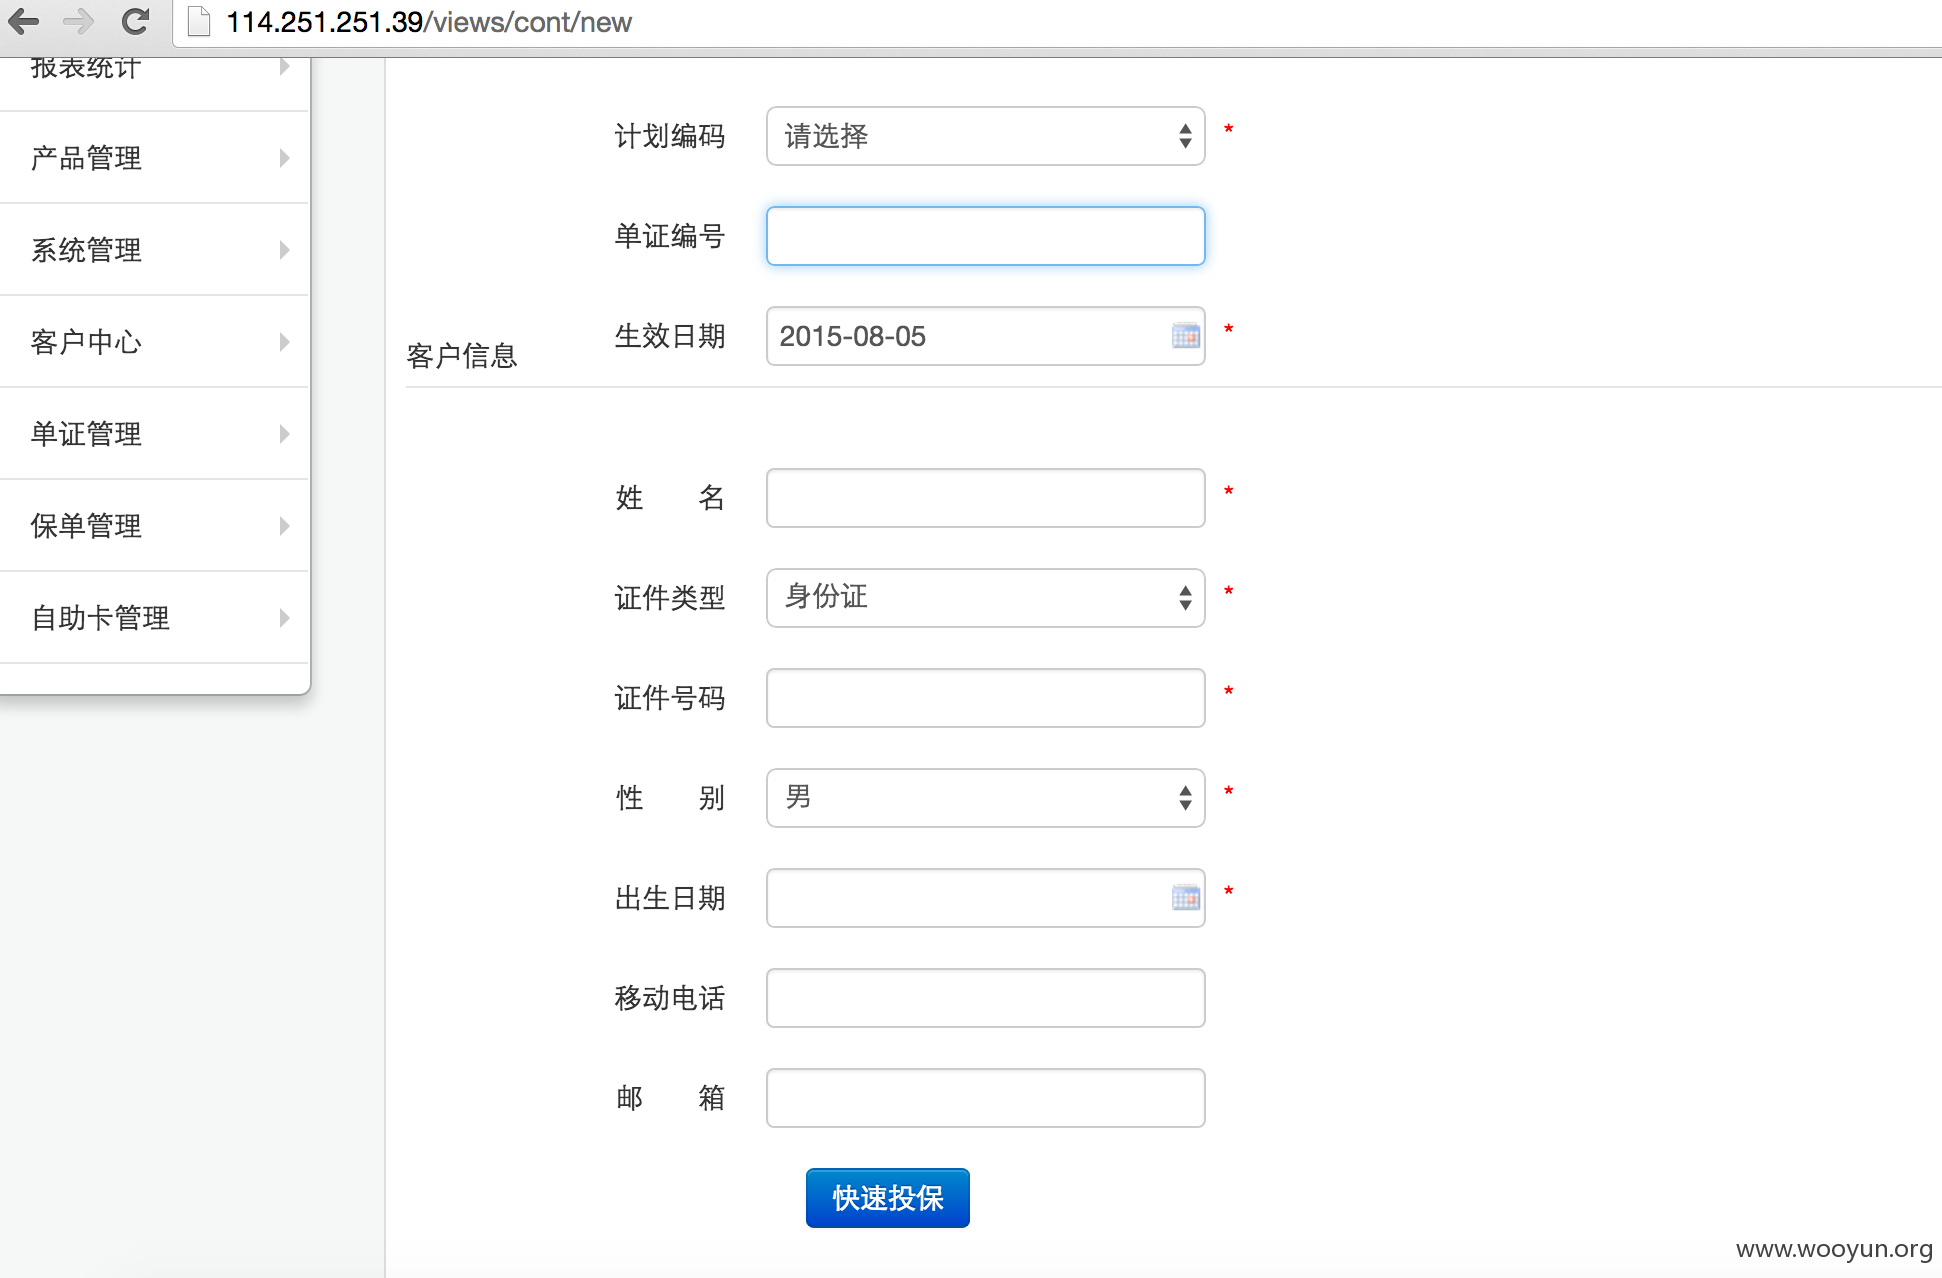 114.251.251.39/views/cont/new
报表统计
产品管理
系统管理
客户中心
单证管理
保单管理
自助卡管理
计划编码 请选择 *
单证编号
生效日期 2015-08-05 *
客户信息
姓 名 *
证件类型 身份证 *
证件号码 *
性 别 男 *
出生日期 *
移动电话
邮 箱
快速投保
www.wooyun.org